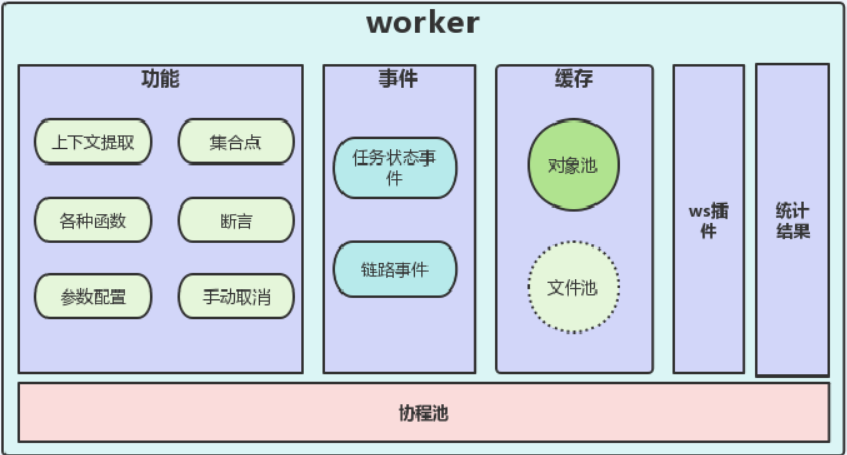 worker
功能
上下文提取
集合点
各种函数
断言
参数配置
手动取消
事件
任务状态事
件
链路事件
缓存
对象池
文件池
ws插
件
统计
结果
协程池